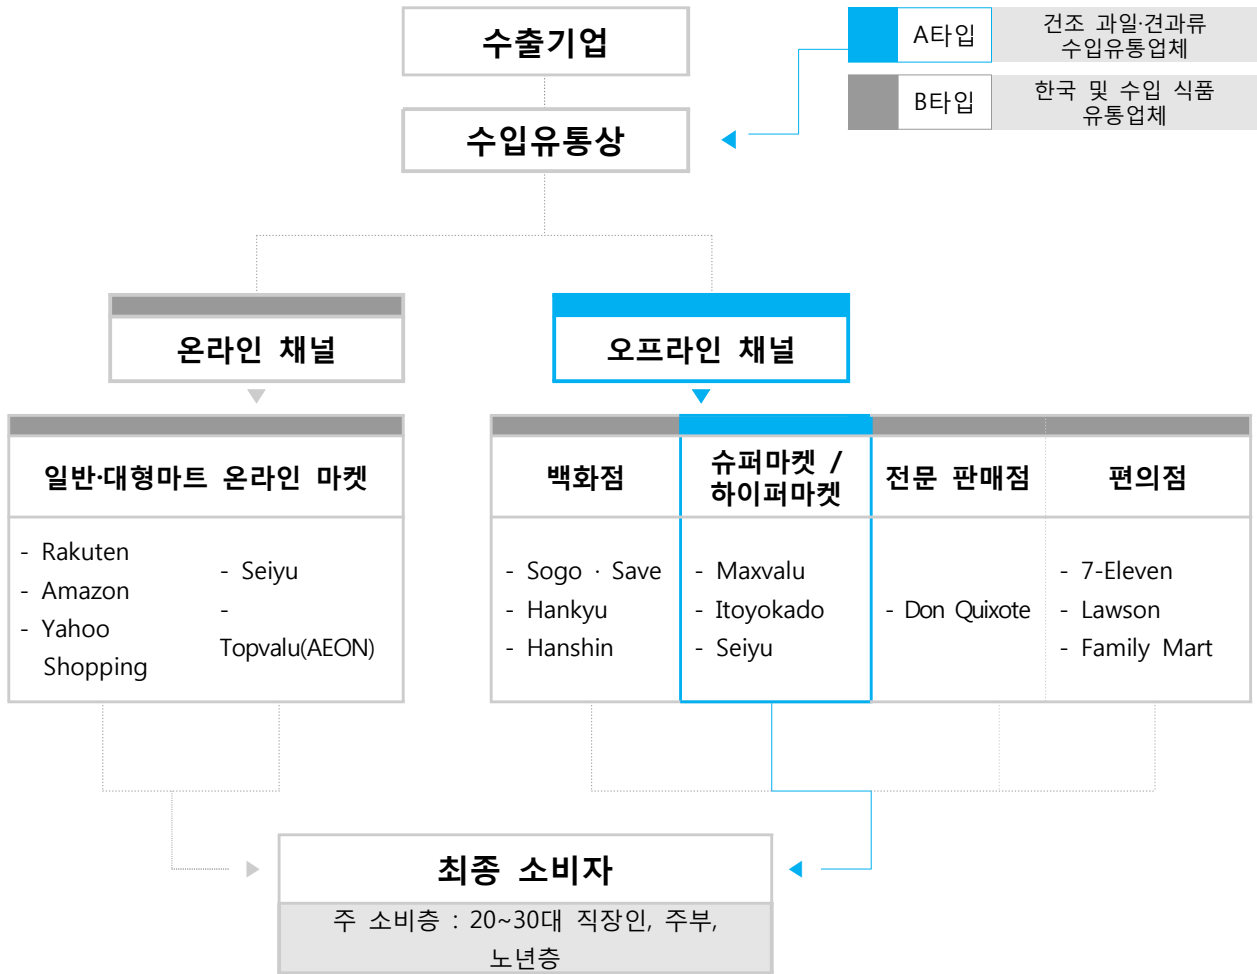 수출기업
수입유통상
A타입
건조 과일·견과류
수입유통업체
B타입
한국 및 수입 식품
유통업체
온라인 채널
오프라인 채널
일반·대형마트 온라인 마켓
- Rakuten
- Amazon
- Yahoo
Shopping
- Seiyu
-
Topvalu(AEON)
백화점
- Sogo · Save
- Hankyu
- Hanshin
슈퍼마켓 /
하이퍼마켓
- Maxvalu
- Itoyokado
- Seiyu
전문 판매점
- Don Quixote
편의점
- 7-Eleven
- Lawson
- Family Mart
최종 소비자
주 소비층 : 20~30대 직장인, 주부,
노년층